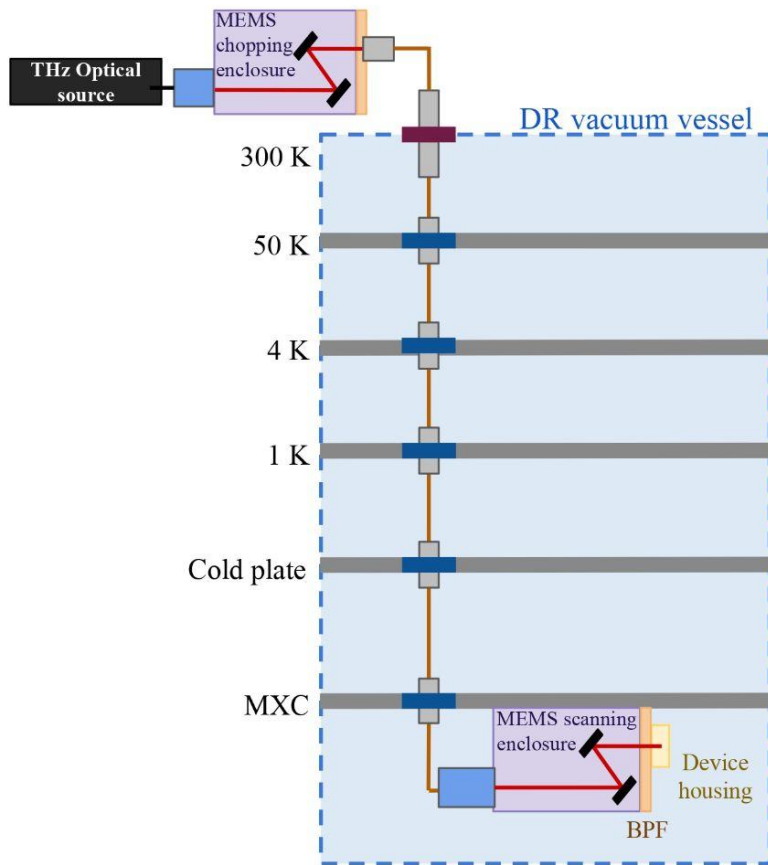 MEMS
chopping
enclosure
THz Optical
source
DR vacuum vessel
300 K
50 K
4 K
1 K
Cold plate
MXC
MEMS scanning
enclosure
Device
housing
BPF